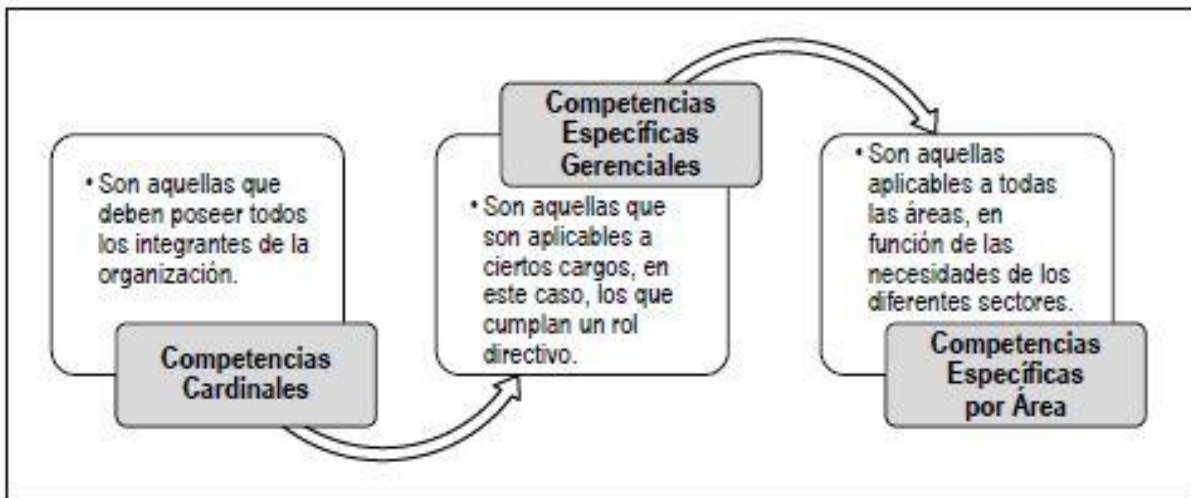 • Son aquellas que
deben poseer todos
los integrantes de la
organización.
Competencias
Cardinales
Competencias
Específicas
Gerenciales
• Son aquellas que
son aplicables a
ciertos cargos, en
este caso, los que
cumplan un rol
directivo.
• Son aquellas
aplicables a todas
las áreas, en
función de las
necesidades de los
diferentes sectores.
Competencias
Específicas
por Área